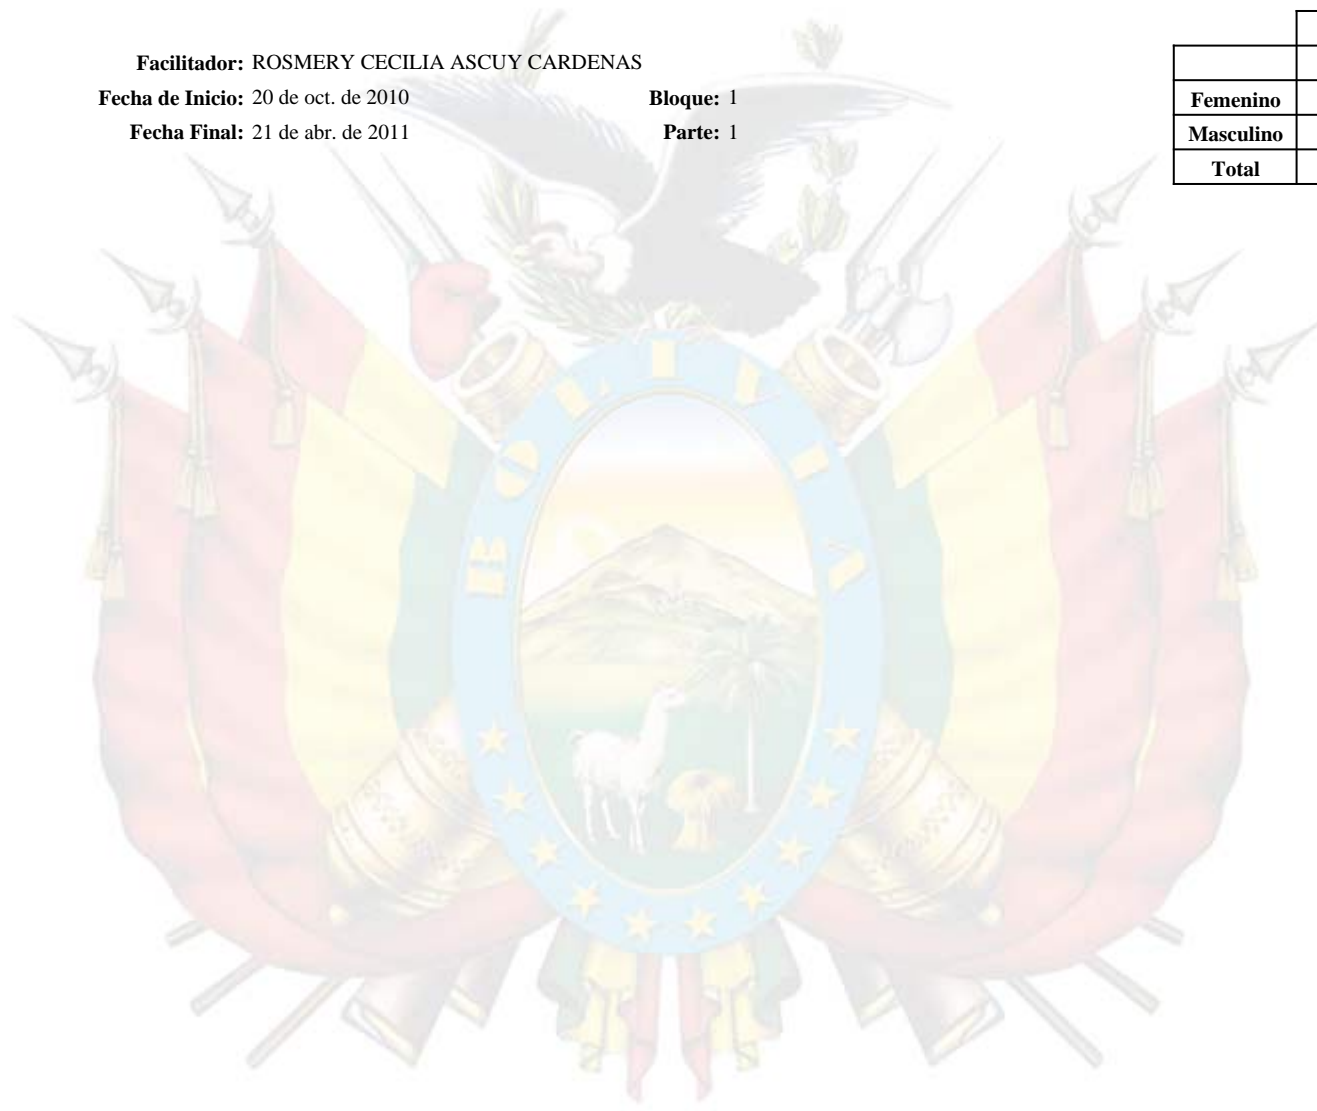 Facilitador: ROSMERY CECILIA ASCUY CARDENAS
Fecha de Inicio: 20 de oct. de 2010 Bloque: 1
Fecha Final: 21 de abr. de 2011 Parte: 1
Femenino
Masculino
Total
BOLIVIA